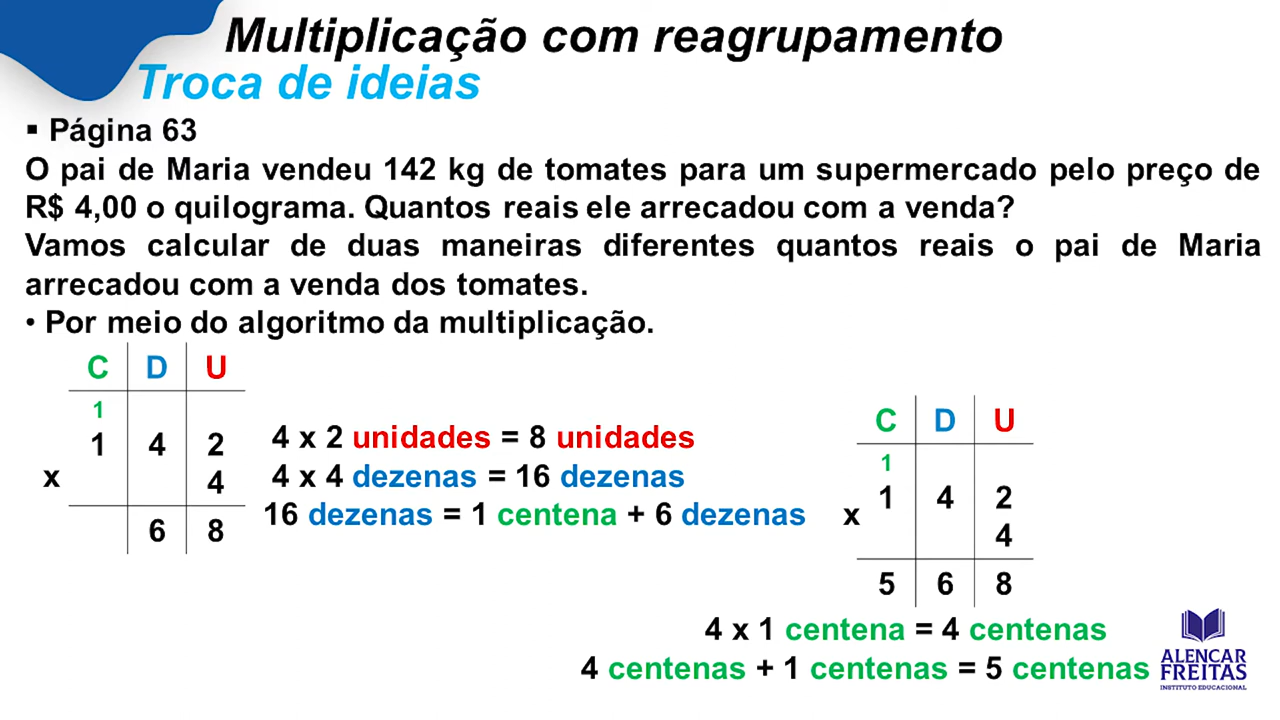 Multiplicação com reagrupamento
Troca de ideias
▪ Página 63
O pai de Maria vendeu 142 kg de tomates para um supermercado pelo preço de
R$ 4,00 o quilograma. Quantos reais ele arrecadou com a venda?
Vamos calcular de duas maneiras diferentes quantos reais o pai de Maria
arrecadou com a venda dos tomates.
• Por meio do algoritmo da multiplicação.
C D U
1
1 4 2
x 4
6 8
4 x 2 unidades = 8 unidades
4 x 4 dezenas = 16 dezenas
16 dezenas = 1 centena + 6 dezenas
C D U
1
1 4 2
x 4
5 6 8
4 x 1 centena = 4 centenas
4 centenas + 1 centenas = 5 centenas
ALENCAR
FREITAS
INSTITUTO EDUCACIONAL